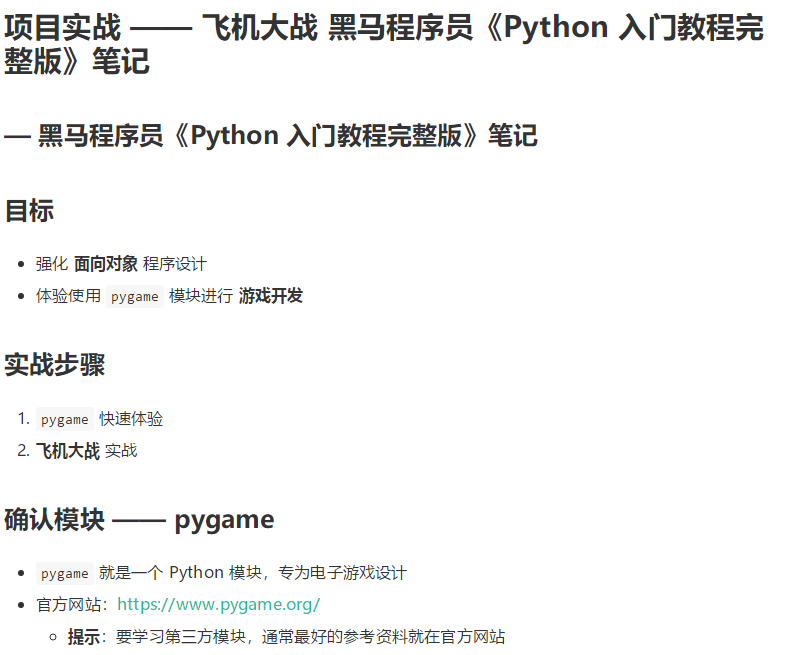 项目实战 —— 飞机大战 黑马程序员《Python 入门教程完
整版》笔记
— 黑马程序员《Python 入门教程完整版》笔记
目标
• 强化 面向对象 程序设计
• 体验使用 pygame 模块进行 游戏开发
实战步骤
1. pygame 快速体验
2. 飞机大战 实战
确认模块 —— pygame
• pygame 就是一个 Python 模块，专为电子游戏设计
• 官方网站：https://www.pygame.org/
◦ 提示：要学习第三方模块，通常最好的参考资料就在官方网站